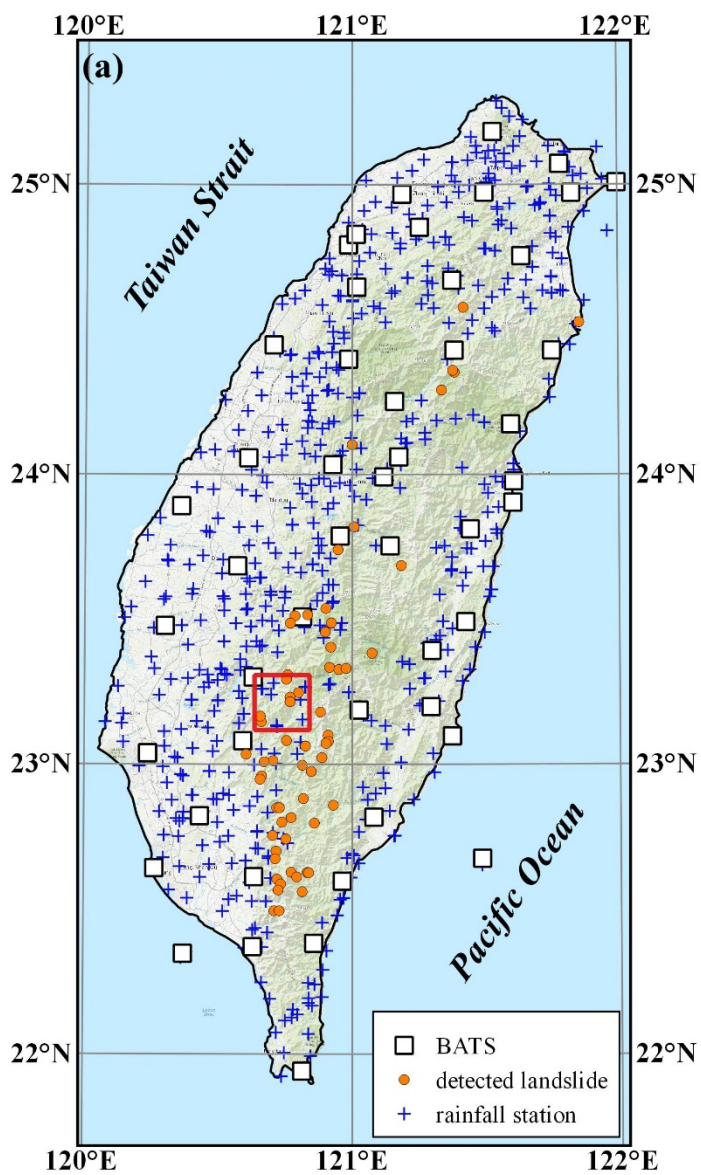 120°E 121°E 122°E
(a)
Taiwan Strait
25°N 25°N
24°N 24°N
23°N 23°N
Pacific Ocean
22°N 22°N
BATS
detected landslide
rainfall station
120°E 121°E 122°E